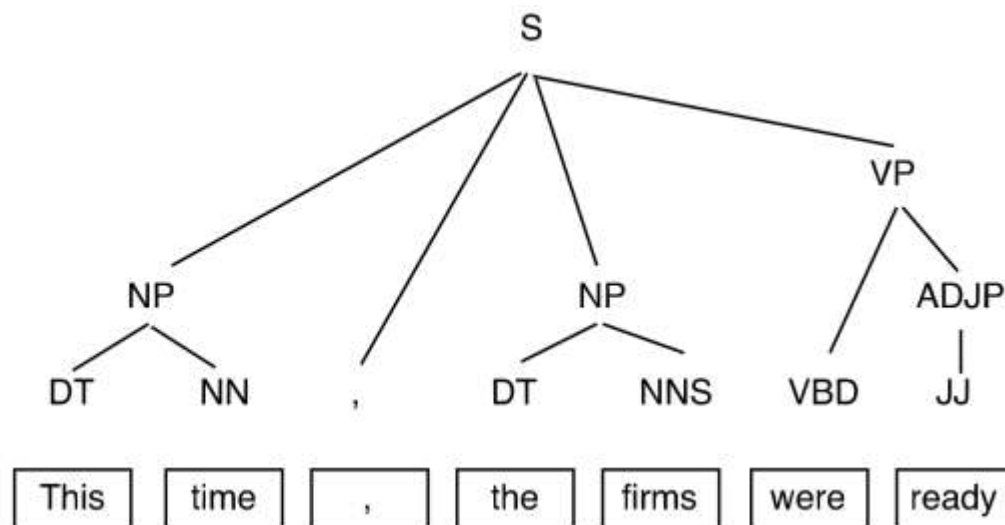 S
VP
NP NP ADJP
DT NN , DT NNS VBD JJ
This time , the firms were ready